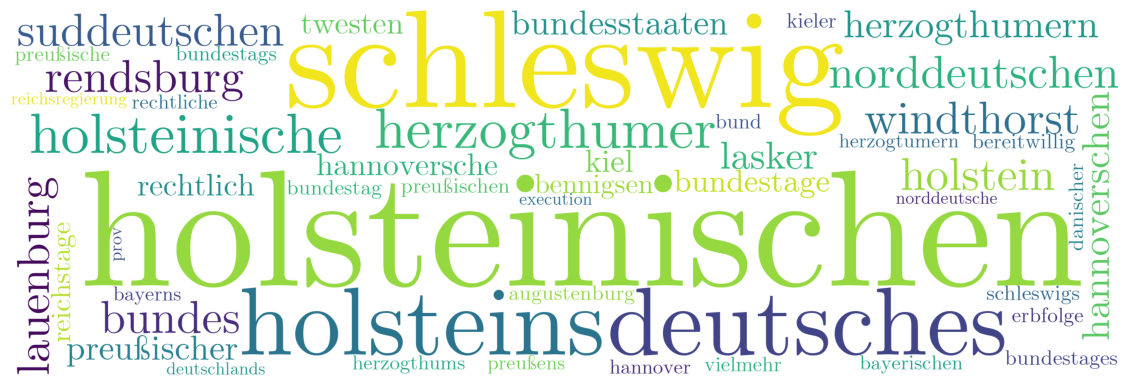 suddeutschen
twesten
bundesstaaten
kieler
herzogthumern
preußische
bundestags
schleswig
rendsburg
norddeutschen
reichsregierung
rechtliche
holsteinische
herzogthumer
bund
windthorst
herzogtumern
bereitwillig
hannoversche
kiel
lasker
hannoverschen
rechtlich
bundestag
preußischen
bennigsen
bundestage
holstein
execution
norddeutsche
holsteinischen
lauenburg
reichstage
prov
danischer
bayerns
augustenburg
schleswigs
bundes
holsteins
deutsches
erbfolge
preußischer
deutschlands
herzogthums
preußens
hannover
vielmehr
bayerischen
bundestages